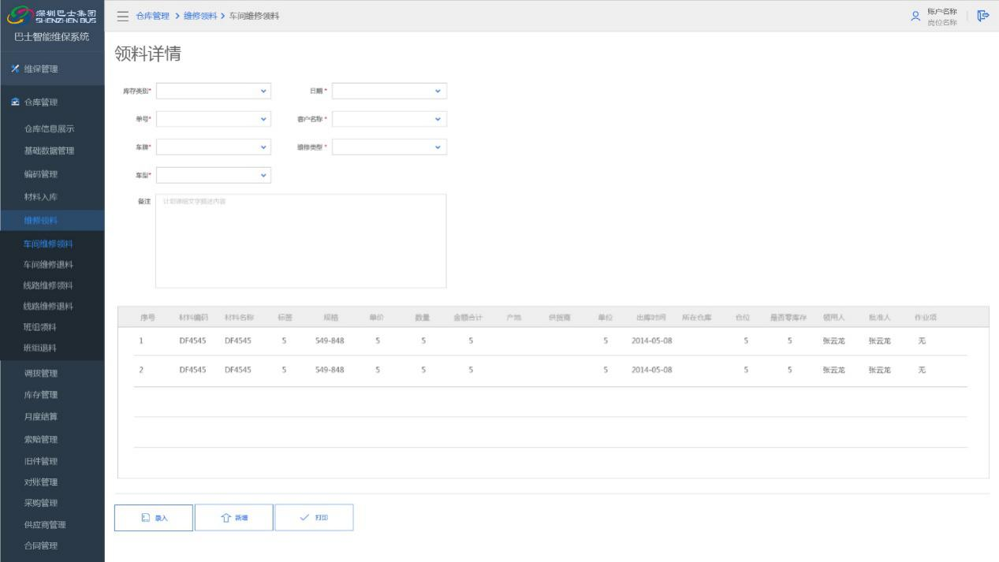 深圳巴士集团
SHENZHEN BUS
巴士智能维保系统
维保管理
仓库管理
仓库信息展示
基础数据管理
编码管理
材料入库
维修领料
车间维修领料
车间维修退料
线路维修领料
线路维修退料
班组领料
班组退料
调拨管理
库存管理
月度结算
索赔管理
旧件管理
对账管理
采购管理
供应商管理
合同管理
仓库管理 > 维修领料 > 车间维修领料
账户名称
岗位名称
领料详情
库存类别* 日期*
单号* 客户名称*
车牌* 维修类型*
车型*
备注 计划详细文字描述内容
序号 材料编码 材料名称 标签 规格 单价 数量 金额合计 产地 供货商 单位 出库时间 所在仓库 仓位 是否零库存 领用人 批准人 作业项
1 DF4545 DF4545 5 549-848 5 5 5 5 2014-05-08 5 5 张云龙 张云龙 无
2 DF4545 DF4545 5 549-848 5 5 5 5 2014-05-08 5 5 张云龙 张云龙 无
录入 新增 打印